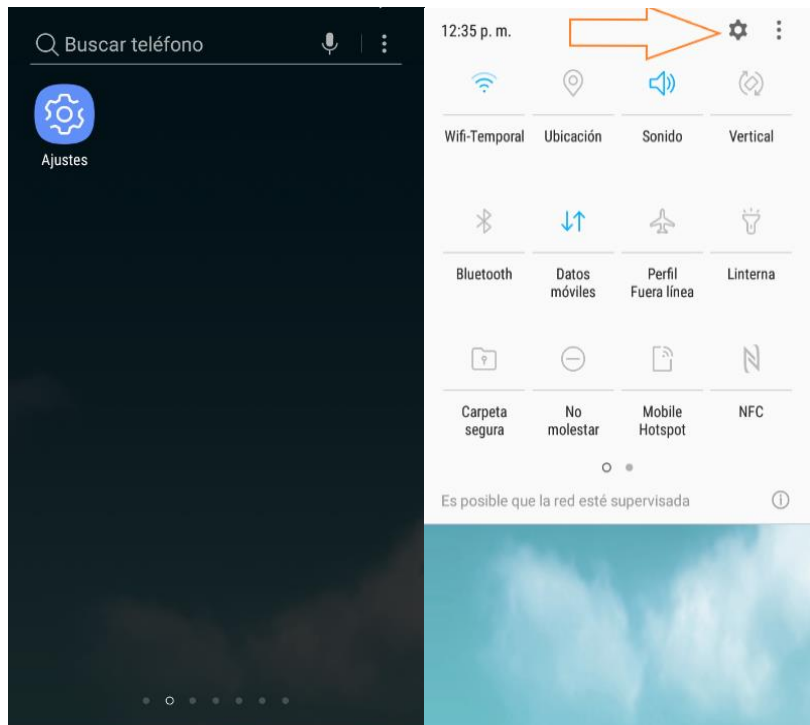 Buscar teléfono
Ajustes
12:35 p. m.
Wifi-Temporal Ubicación Sonido Vertical
Bluetooth Datos móviles Perfil Fuera línea Linterna
Carpeta segura No molestar Mobile Hotspot NFC
Es posible que la red esté supervisada